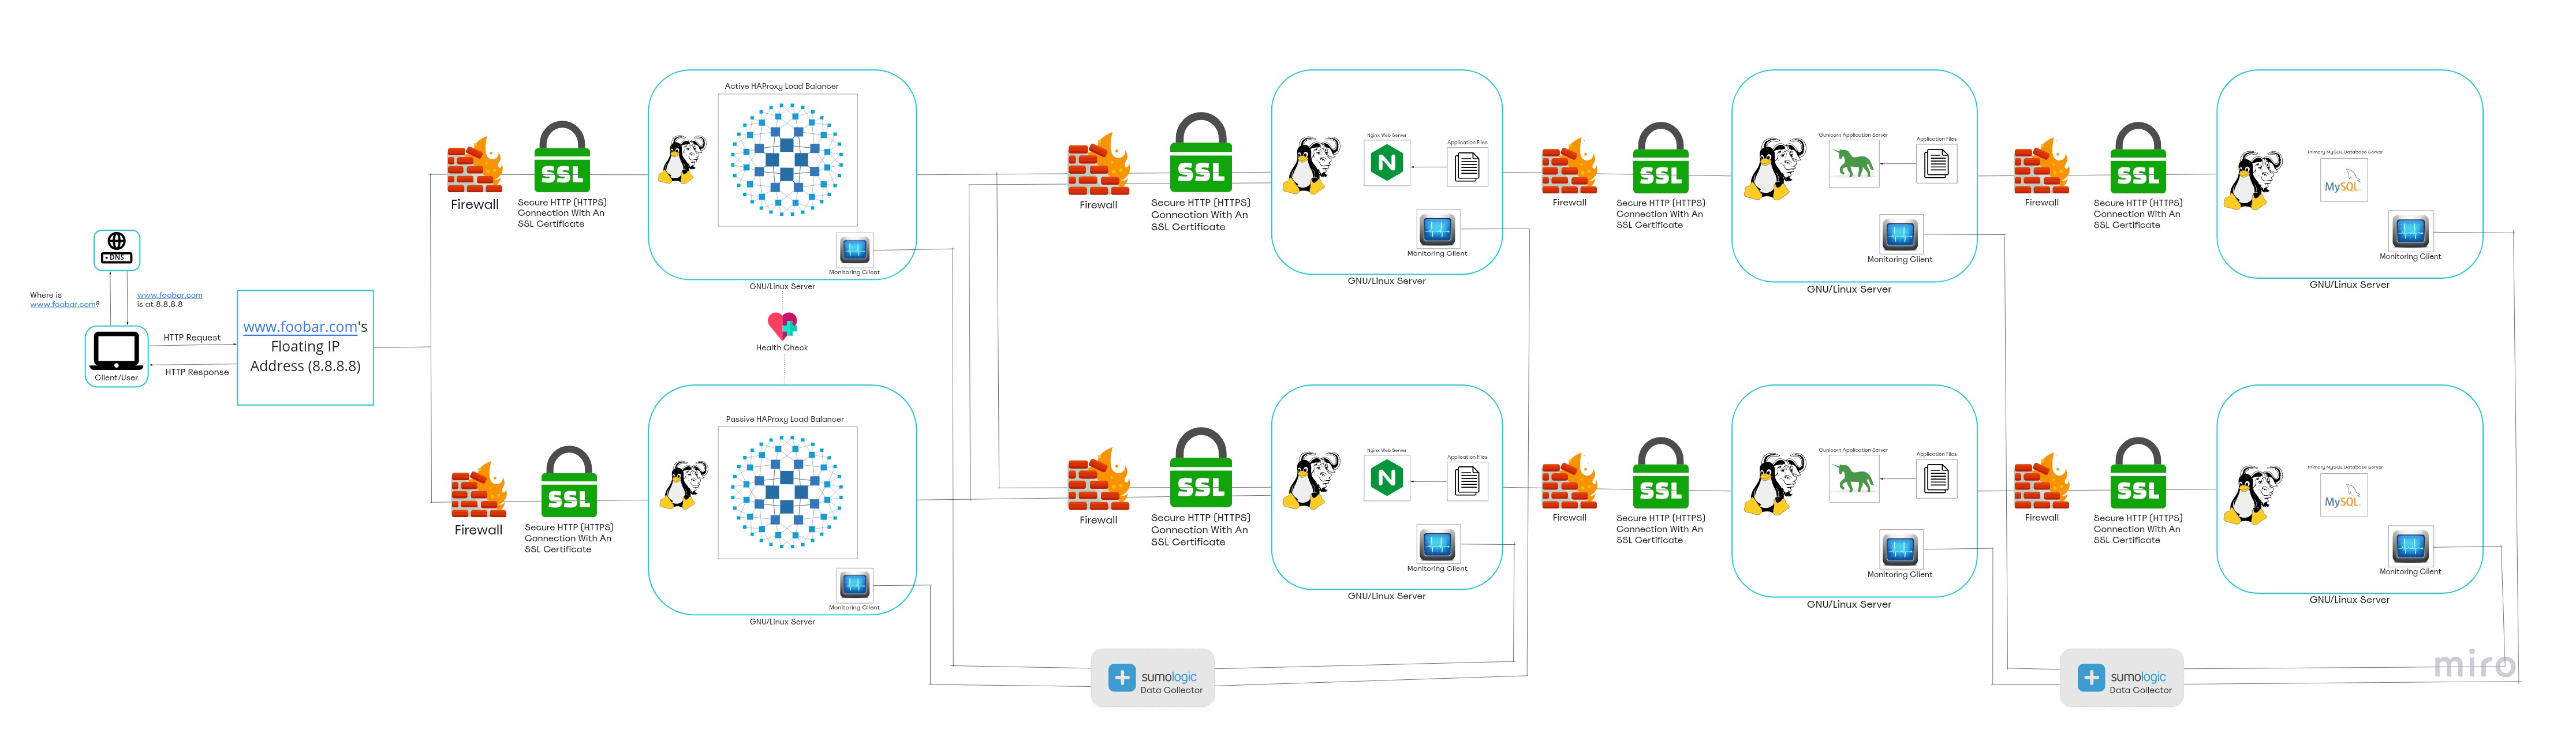 DNS
Where is
www.foobar.com?
www.foobar.com
is at 8.8.8.8
Client/User
HTTP Request
HTTP Response
www.foobar.com's
Floating IP
Address (8.8.8.8)
Firewall
SSL
Secure HTTP (HTTPS)
Connection With An
SSL Certificate
Active HAProxy Load Balancer
Monitoring Client
GNU/Linux Server
Health Check
Firewall
SSL
Secure HTTP (HTTPS)
Connection With An
SSL Certificate
Passive HAProxy Load Balancer
Monitoring Client
GNU/Linux Server
Firewall
SSL
Secure HTTP (HTTPS)
Connection With An
SSL Certificate
Nginx Web Server
N
Application Files
Monitoring Client
GNU/Linux Server
Firewall
SSL
Secure HTTP (HTTPS)
Connection With An
SSL Certificate
Gunicorn Application Server
Application Files
Monitoring Client
GNU/Linux Server
Firewall
SSL
Secure HTTP (HTTPS)
Connection With An
SSL Certificate
Primary MySQL Database Server
MySQL
Monitoring Client
GNU/Linux Server
Firewall
SSL
Secure HTTP (HTTPS)
Connection With An
SSL Certificate
Nginx Web Server
N
Application Files
Monitoring Client
GNU/Linux Server
Firewall
SSL
Secure HTTP (HTTPS)
Connection With An
SSL Certificate
Gunicorn Application Server
Application Files
Monitoring Client
GNU/Linux Server
Firewall
SSL
Secure HTTP (HTTPS)
Connection With An
SSL Certificate
Primary MySQL Database Server
MySQL
Monitoring Client
GNU/Linux Server
sumologic
Data Collector
sumologic
Data Collector
miro